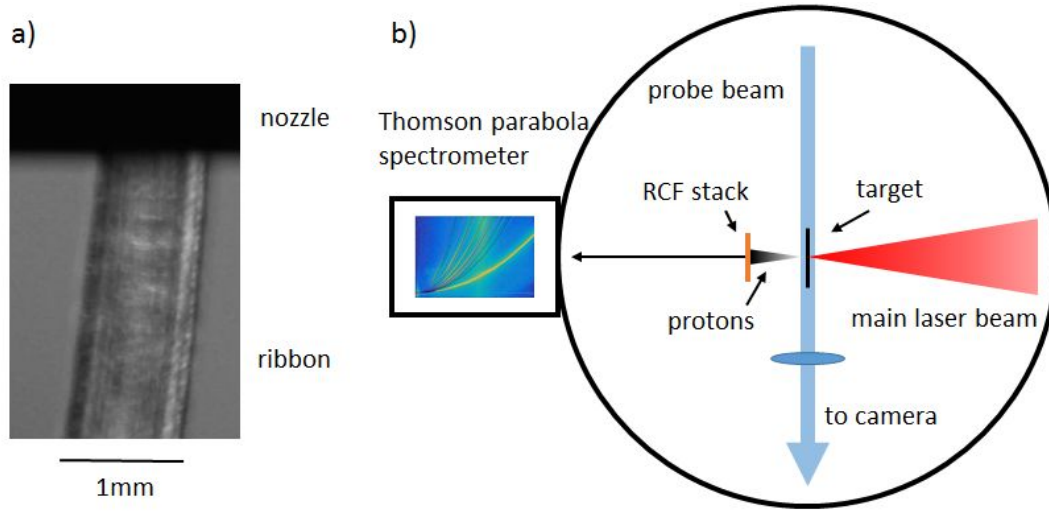 a)
nozzle
ribbon
1mm
b)
probe beam
Thomson parabola
spectrometer
RCF stack
target
protons
main laser beam
to camera